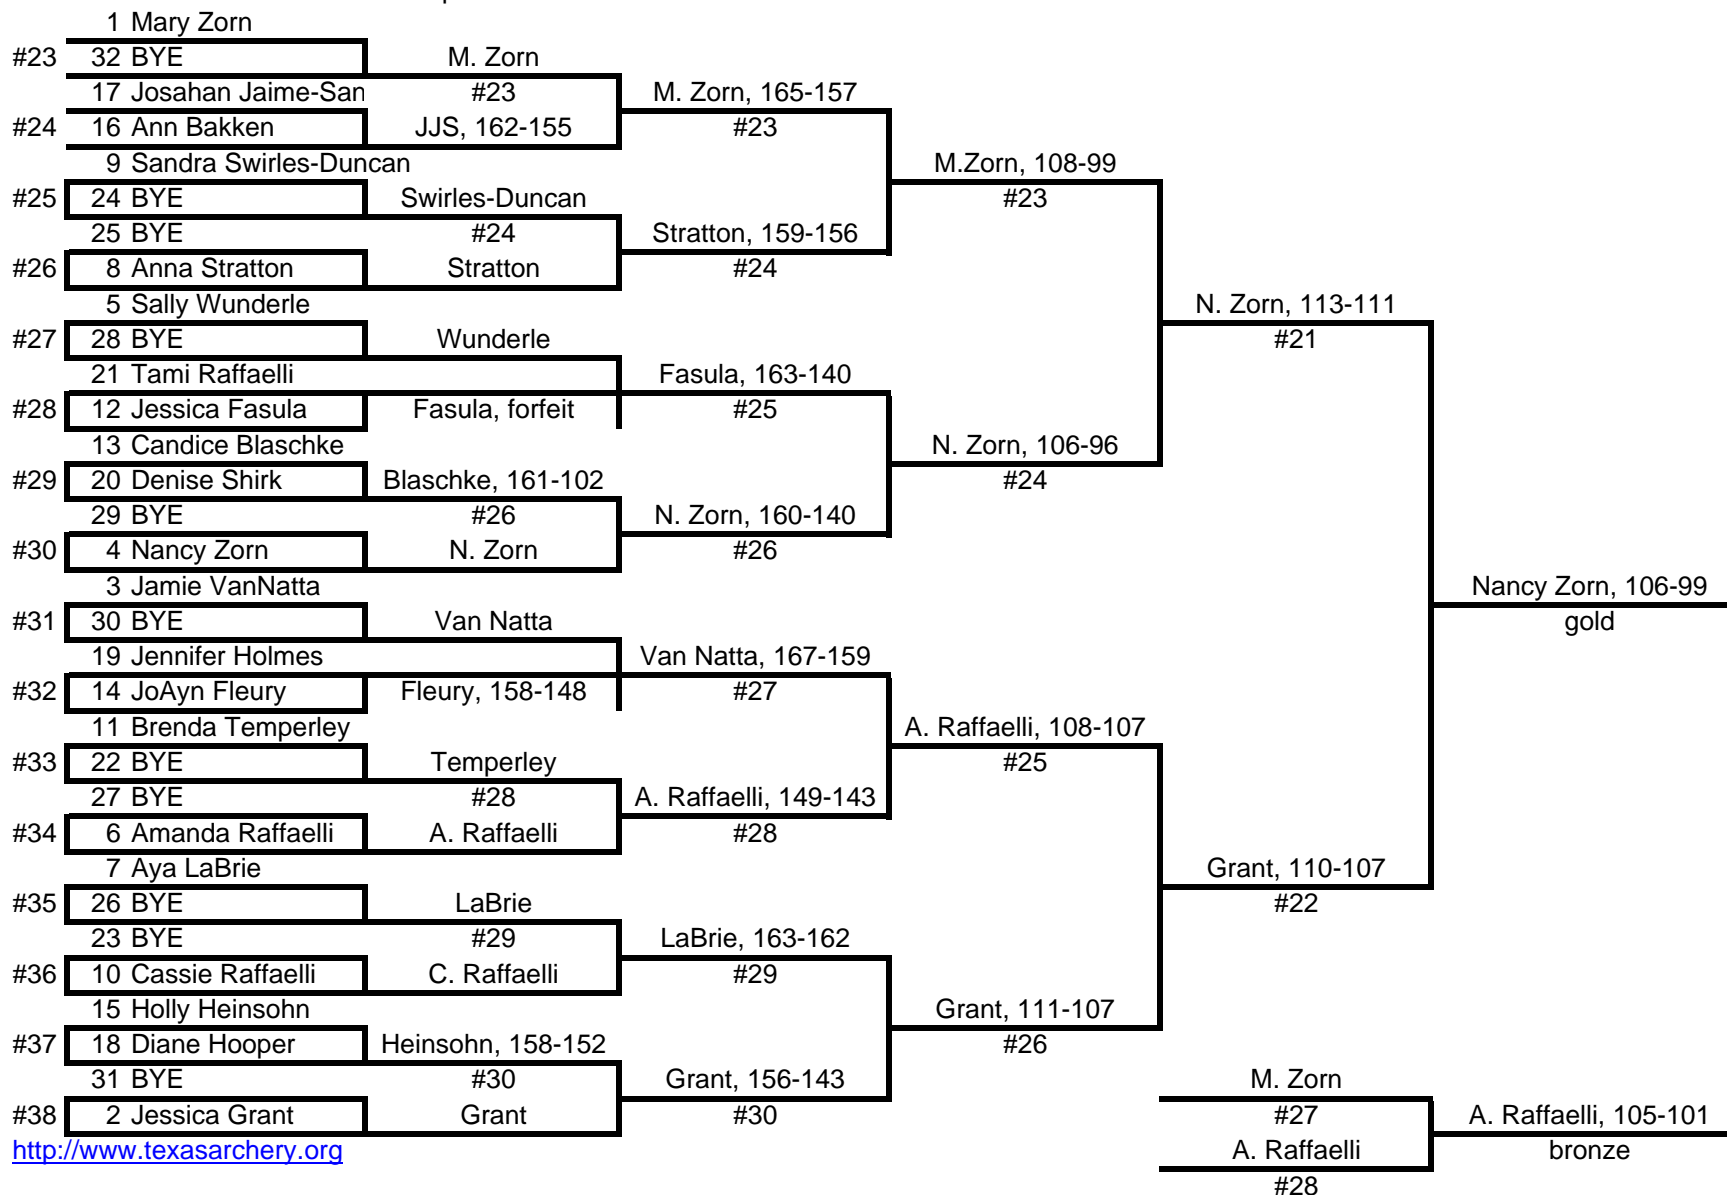 1 Mary Zorn
#23 32 BYE M. Zorn
17 Josahan Jaime-San #23 M. Zorn, 165-157
#24 16 Ann Bakken JJS, 162-155 #23
9 Sandra Swirles-Duncan M.Zorn, 108-99
#25 24 BYE Swirles-Duncan #23
25 BYE #24 Stratton, 159-156
#26 8 Anna Stratton Stratton #24
5 Sally Wunderle N. Zorn, 113-111
#27 28 BYE Wunderle #21
21 Tami Raffaelli Fasula, 163-140
#28 12 Jessica Fasula Fasula, forfeit #25
13 Candice Blaschke N. Zorn, 106-96
#29 20 Denise Shirk Blaschke, 161-102 #24
29 BYE #26 N. Zorn, 160-140
#30 4 Nancy Zorn N. Zorn #26
3 Jamie VanNatta Nancy Zorn, 106-99
#31 30 BYE Van Natta gold
19 Jennifer Holmes Van Natta, 167-159
#32 14 JoAyn Fleury Fleury, 158-148 #27
11 Brenda Temperley A. Raffaelli, 108-107
#33 22 BYE Temperley #25
27 BYE #28 A. Raffaelli, 149-143
#34 6 Amanda Raffaelli A. Raffaelli #28
7 Aya LaBrie Grant, 110-107
#35 26 BYE LaBrie #22
23 BYE #29 LaBrie, 163-162
#36 10 Cassie Raffaelli C. Raffaelli #29
15 Holly Heinsohn Grant, 111-107
#37 18 Diane Hooper Heinsohn, 158-152 #26
31 BYE #30 Grant, 156-143 M. Zorn
#38 2 Jessica Grant Grant #30 #27 A. Raffaelli, 105-101
http://www.texasarchery.org A. Raffaelli bronze
#28